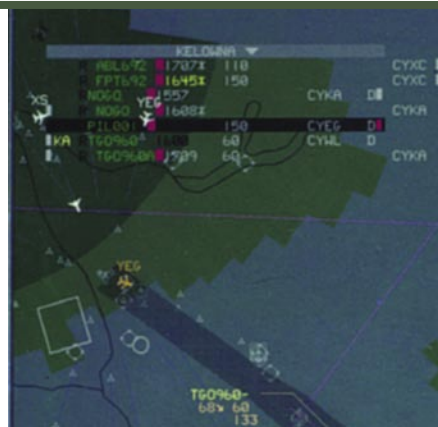 KELOWNA
R ABL692 1707% 110 CYXC D
R FPT692 1645% 150 CYXC
R NOGO 1557 CYKA D
R NOGO 1608% CYKA
PIL001 150 CYEG D
KA R TGO960 1600 60 CYWL D
R TGO960A 1509 60 CYKA
XS
YEG
YEG
TGO960-
68 60
133